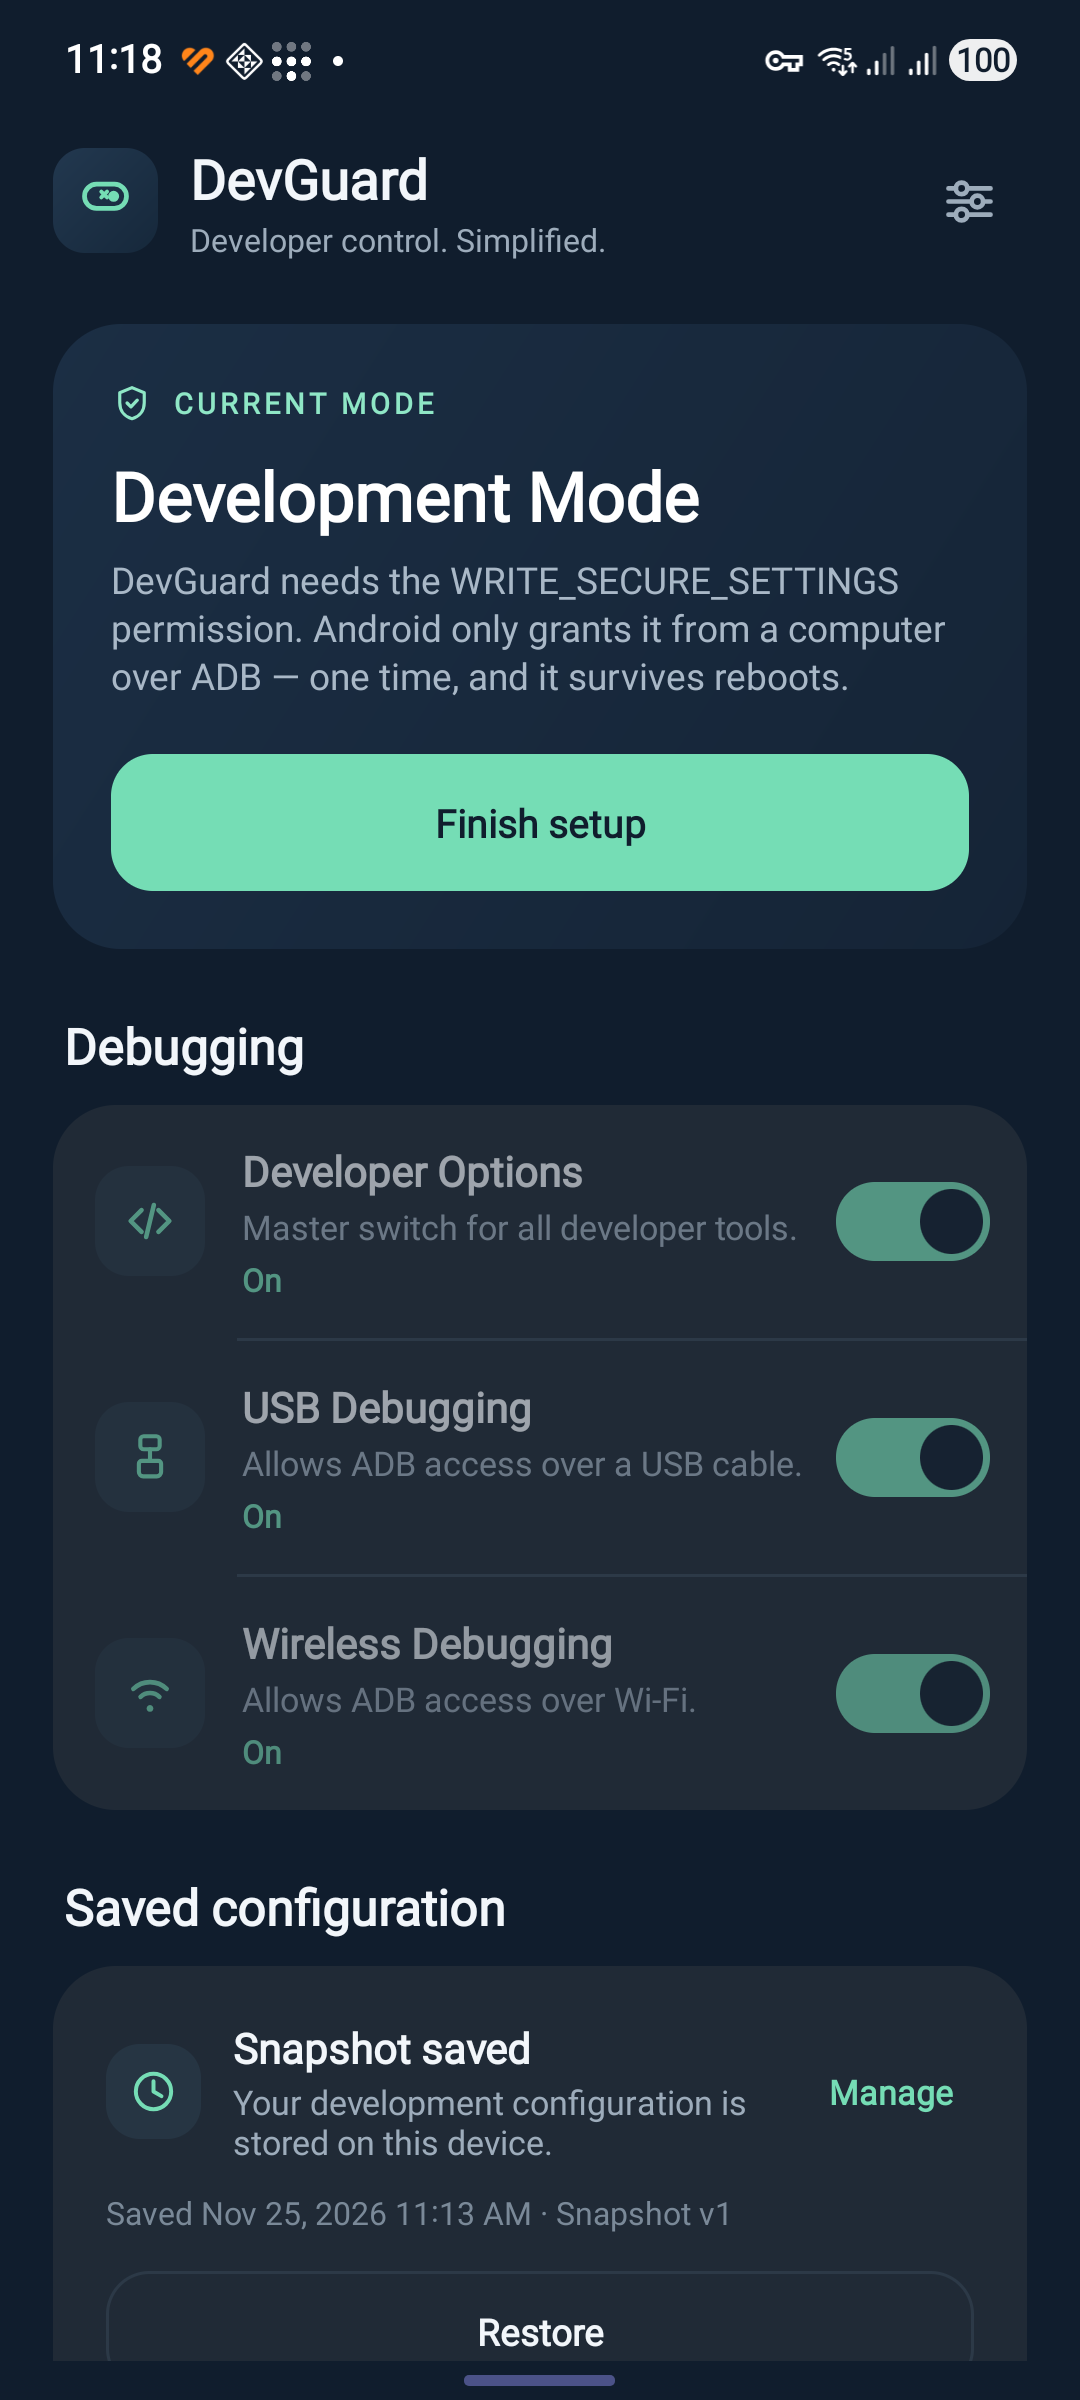 11:18
5
100
DevGuard
Developer control. Simplified.
CURRENT MODE
Development Mode
DevGuard needs the WRITE_SECURE_SETTINGS
permission. Android only grants it from a computer
over ADB — one time, and it survives reboots.
Finish setup
Debugging
Developer Options
Master switch for all developer tools.
On
USB Debugging
Allows ADB access over a USB cable.
On
Wireless Debugging
Allows ADB access over Wi-Fi.
On
Saved configuration
Snapshot saved
Your development configuration is
stored on this device.
Manage
Saved Nov 25, 2026 11:13 AM · Snapshot v1
Restore